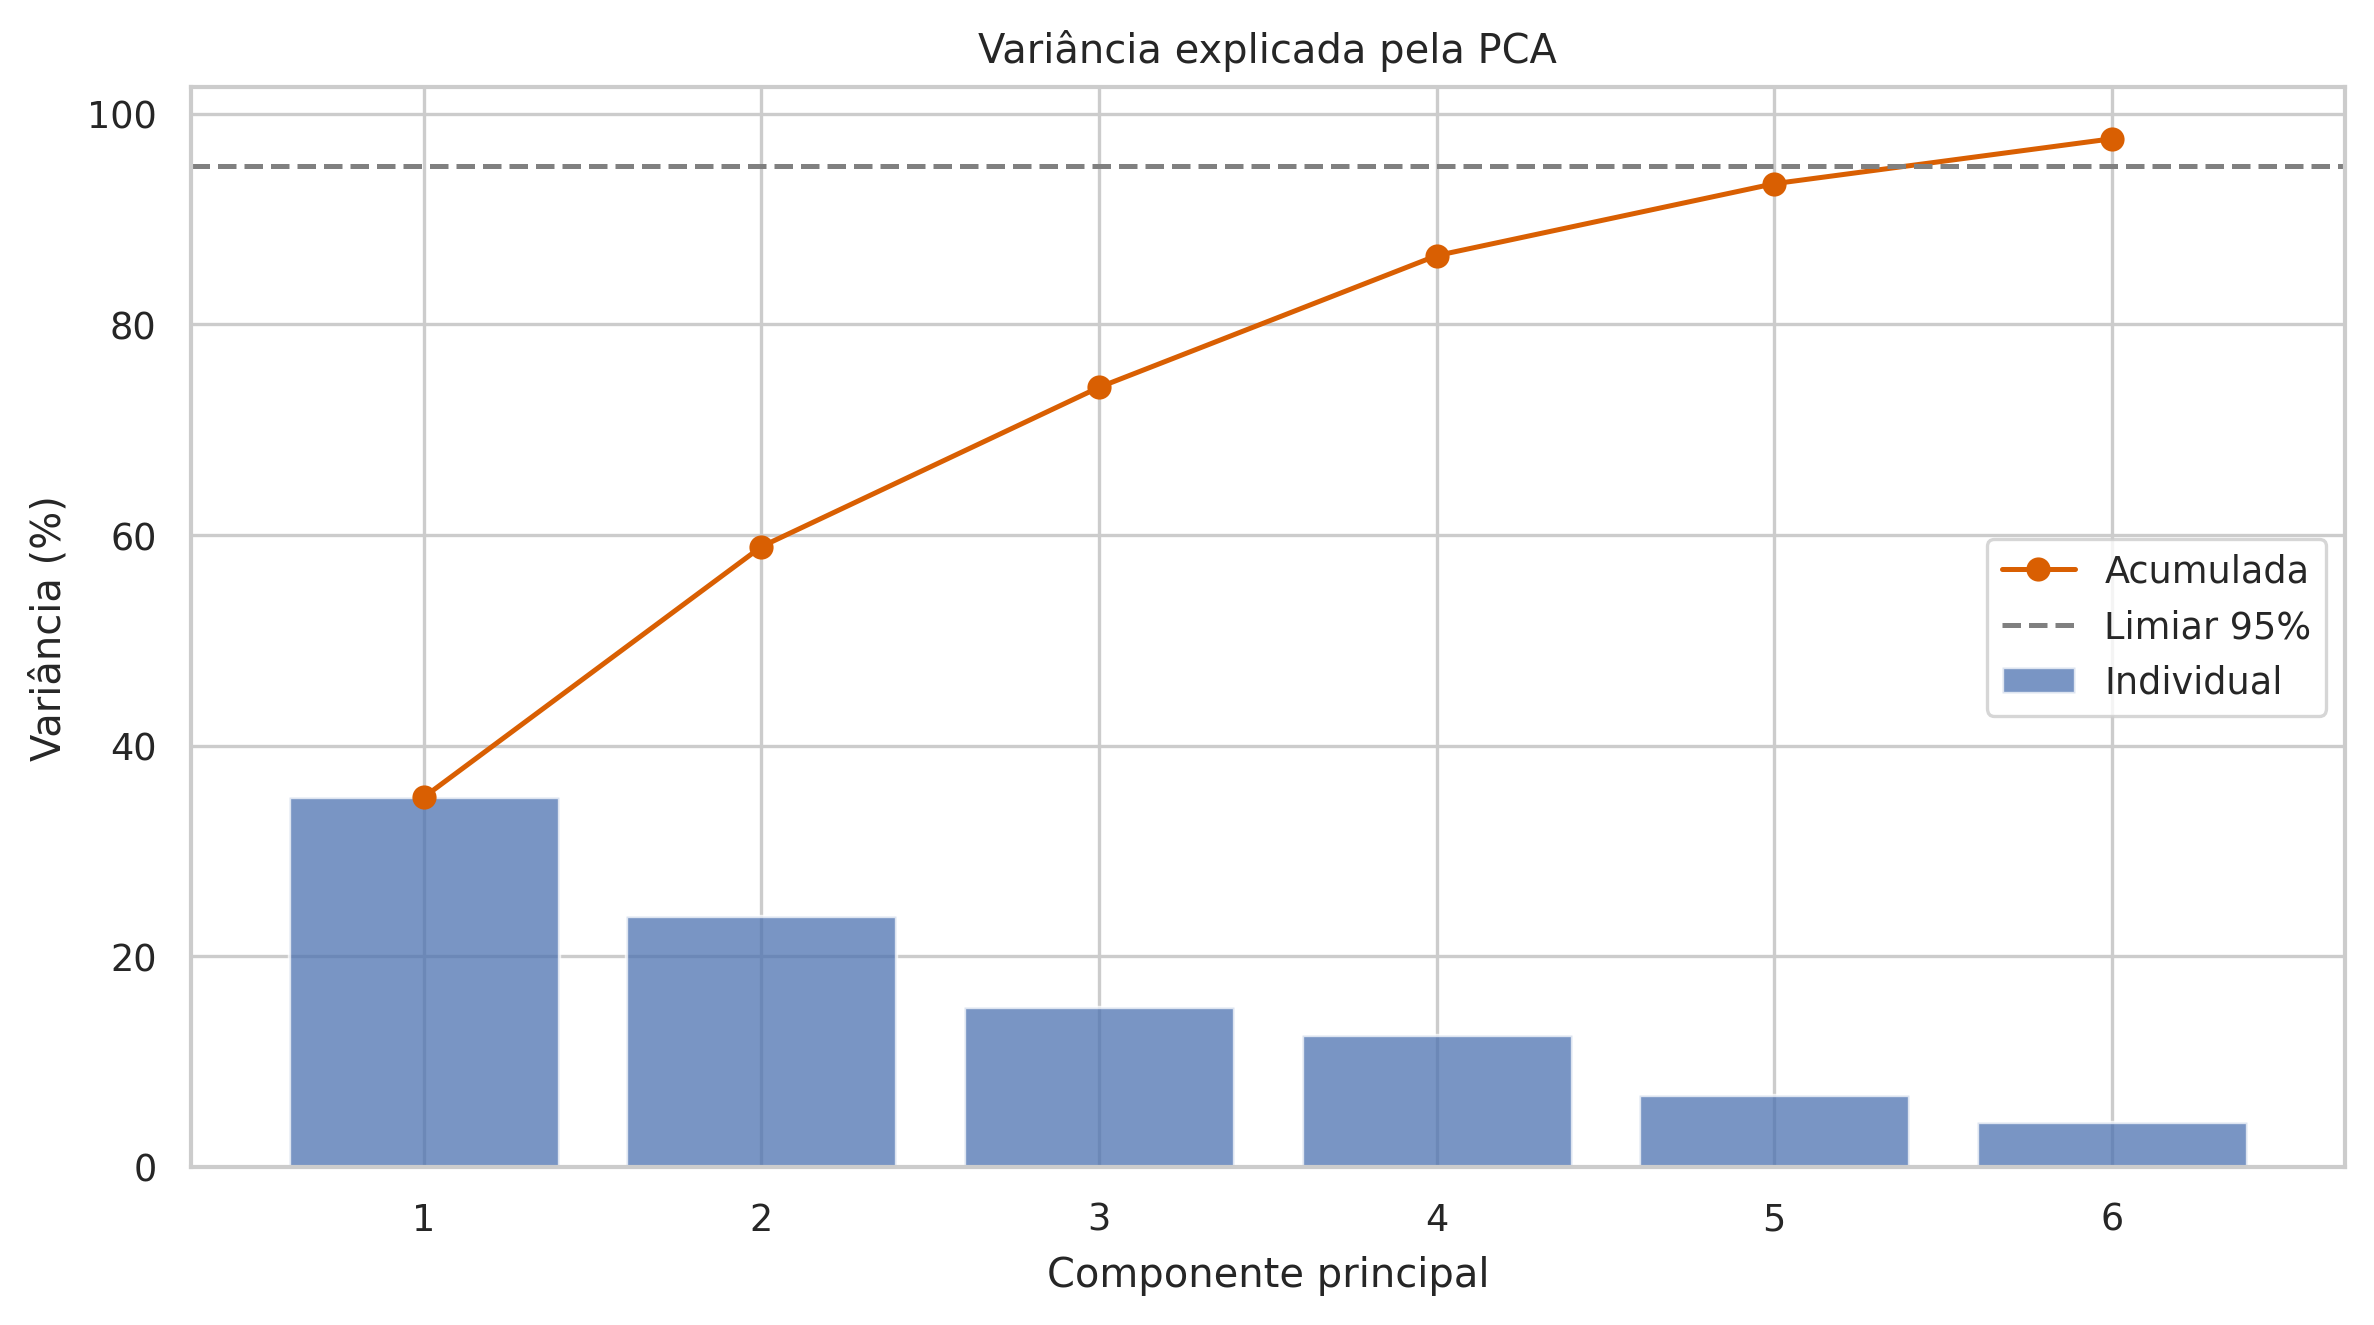 Variância explicada pela PCA
100
80
60
40
20
0
Variância (%)
Acumulada
Limiar 95%
Individual
1 2 3 4 5 6
Componente principal